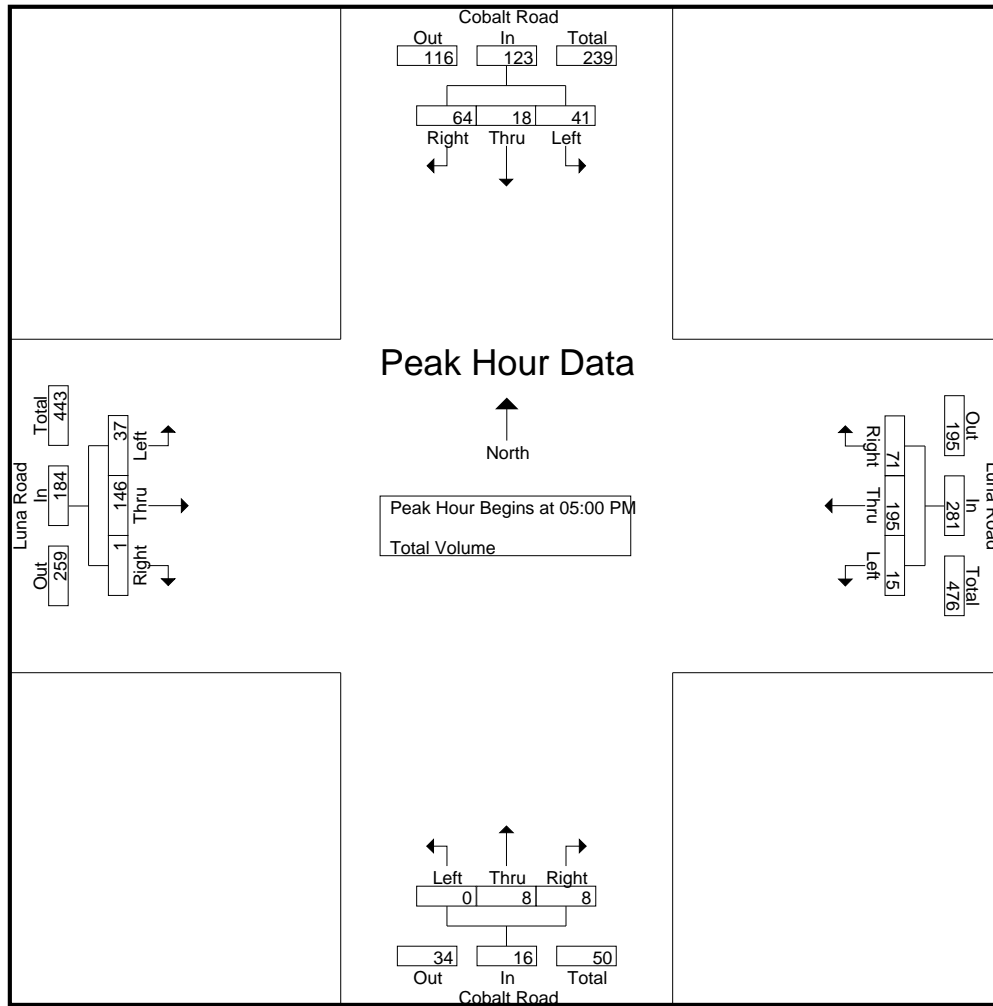 Cobalt Road
Out In Total
116 123 239
64 18 41
Right Thru Left
Peak Hour Data
North
Peak Hour Begins at 05:00 PM
Total Volume
Luna Road
Total In Out
443 184 259
37 146 1
Left Thru Right
Luna Road
Out In Total
195 281 476
71 195 15
Right Thru Left
Left Thru Right
0 8 8
34 16 50
Out In Total
Cobalt Road